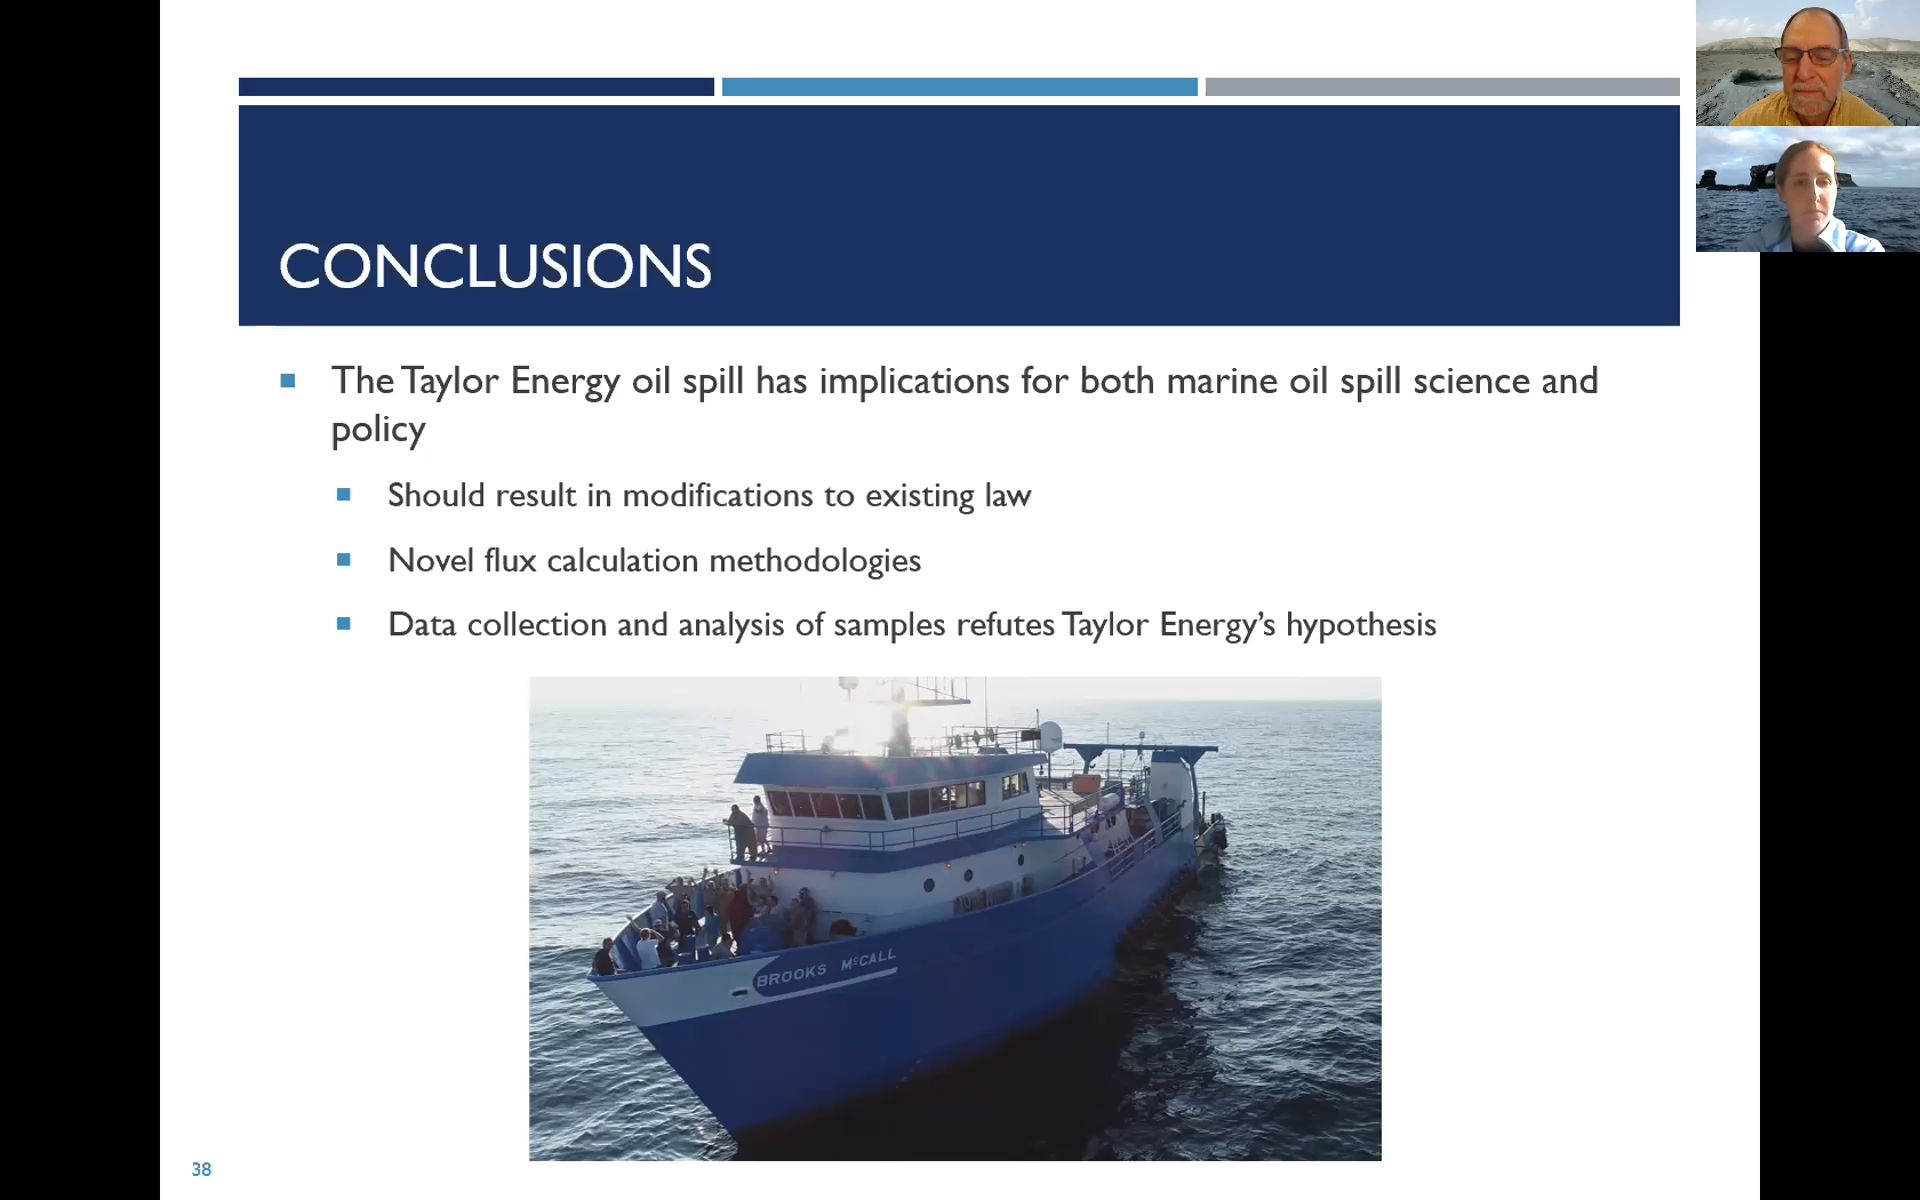 CONCLUSIONS
The Taylor Energy oil spill has implications for both marine oil spill science and
policy
Should result in modifications to existing law
Novel flux calculation methodologies
Data collection and analysis of samples refutes Taylor Energy’s hypothesis
BROOKS McCALL
38